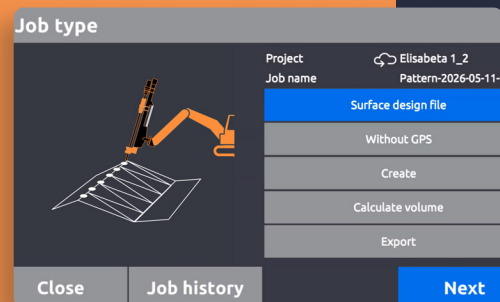 Job type
Project Elisabeta 1_2
Job name Pattern-2026-05-11-
Surface design file
Without GPS
Create
Calculate volume
Export
Close Job history Next